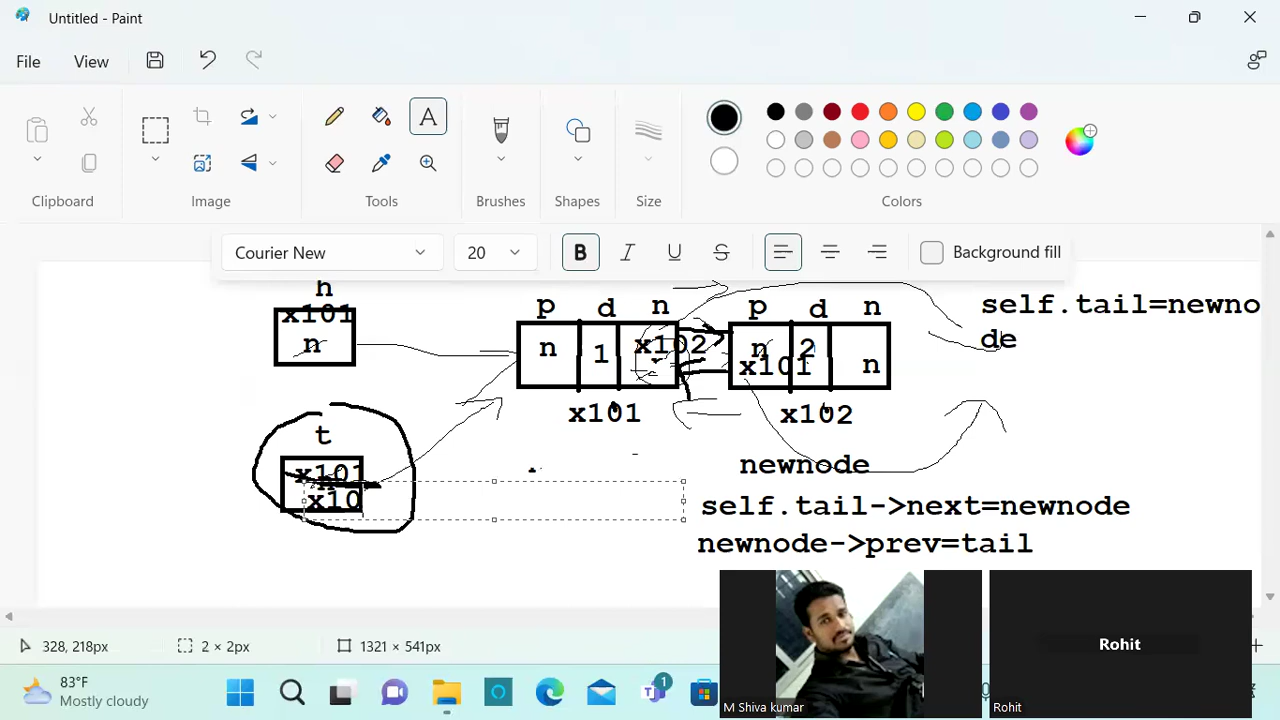 Untitled - Paint
File View
Clipboard Image Tools Brushes Shapes Size Colors
Courier New 20 B I U S Background fill
h
x101
n
p d n
n 1 x102
x101
p d n
n 2
x101 n
x102
self.tail=newno
de
t
x101
n
x10
newnode
self.tail->next=newnode
newnode->prev=tail
M Shiva kumar
Rohit
Rohit
328, 218px 2 × 2px 1321 × 541px
83°F
Mostly cloudy
1